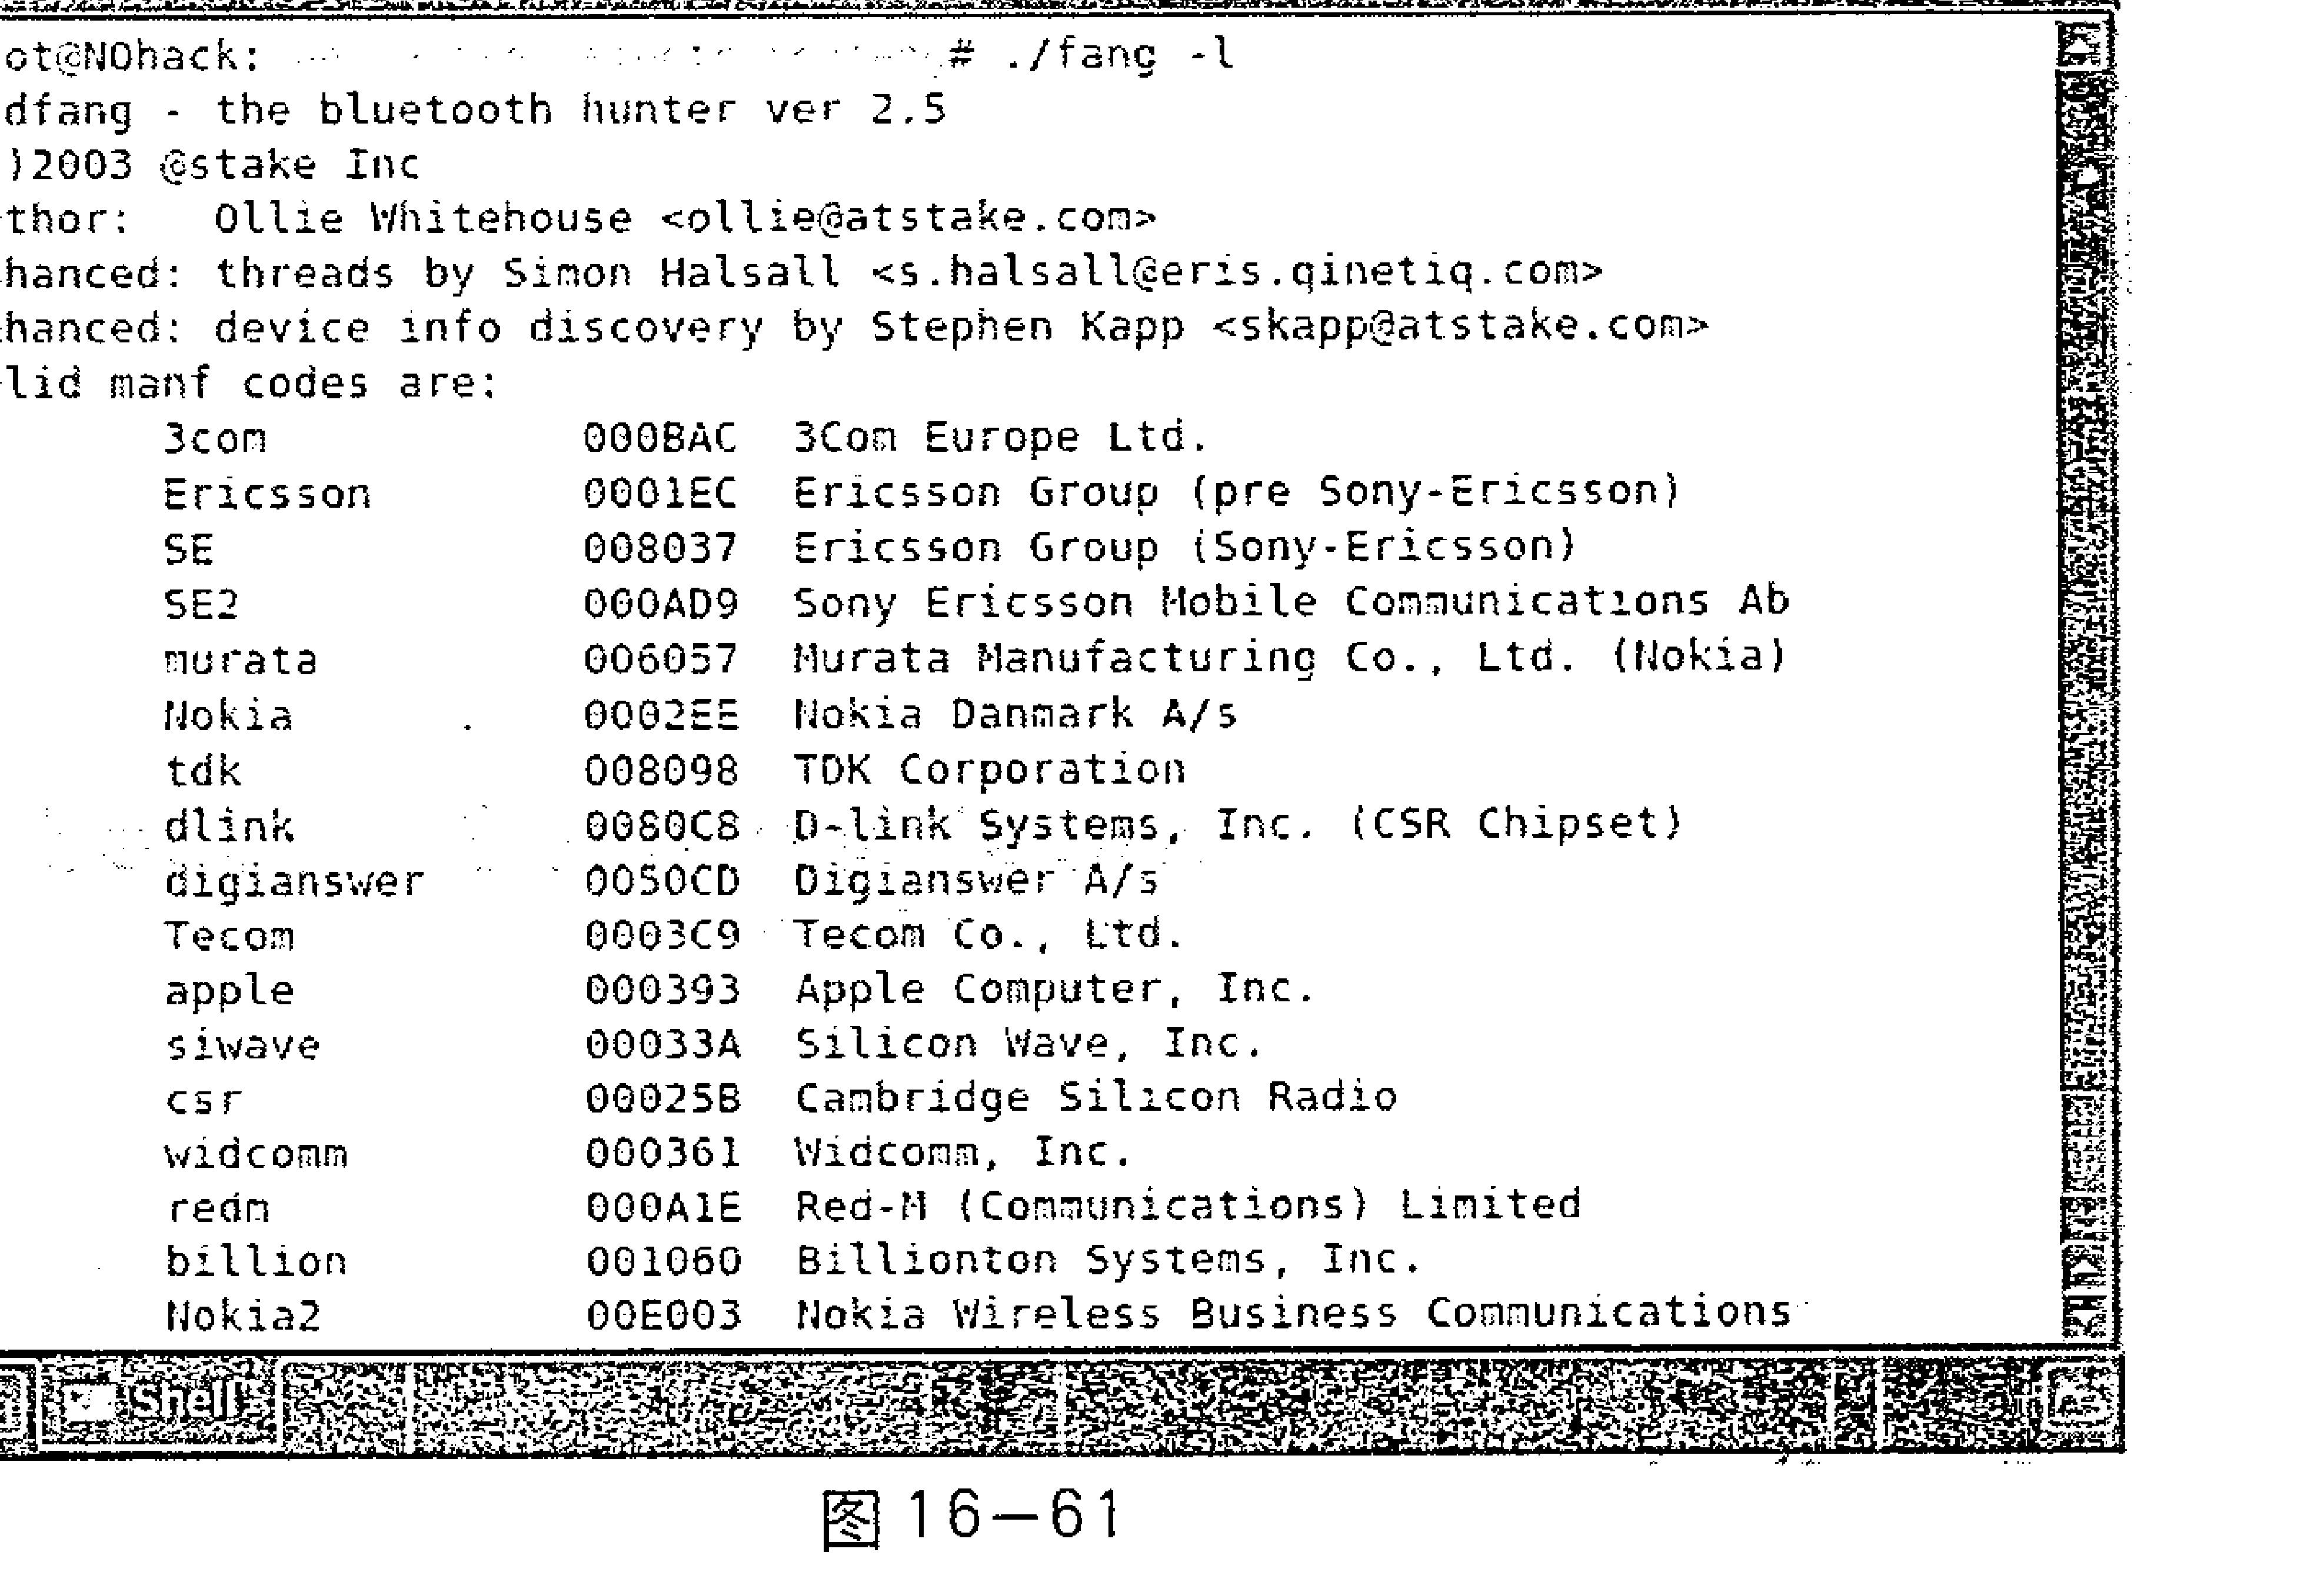 ot@NOhack: # ./fang -l
dfang - the bluetooth hunter ver 2.5
)2003 @stake Inc
thor:   Ollie Whitehouse <ollie@atstake.com>
hanced: threads by Simon Halsall <s.halsall@eris.qinetiq.com>
hanced: device info discovery by Stephen Kapp <skapp@atstake.com>
lid manf codes are:
3com 000BAC 3Com Europe Ltd.
Ericsson 0001EC Ericsson Group (pre Sony-Ericsson)
SE 008037 Ericsson Group (Sony-Ericsson)
SE2 000AD9 Sony Ericsson Mobile Communications Ab
murata 006057 Murata Manufacturing Co., Ltd. (Nokia)
Nokia 0002EE Nokia Danmark A/s
tdk 008098 TDK Corporation
dlink 0080C8 D-link Systems, Inc. (CSR Chipset)
digianswer 0050CD Digianswer A/s
Tecom 0003C9 Tecom Co., Ltd.
apple 000393 Apple Computer, Inc.
siwave 00033A Silicon Wave, Inc.
csr 00025B Cambridge Silicon Radio
widcomm 000361 Widcomm, Inc.
redm 000A1E Red-M (Communications) Limited
billion 001060 Billionton Systems, Inc.
Nokia2 00E003 Nokia Wireless Business Communications
Shell
图 16-61